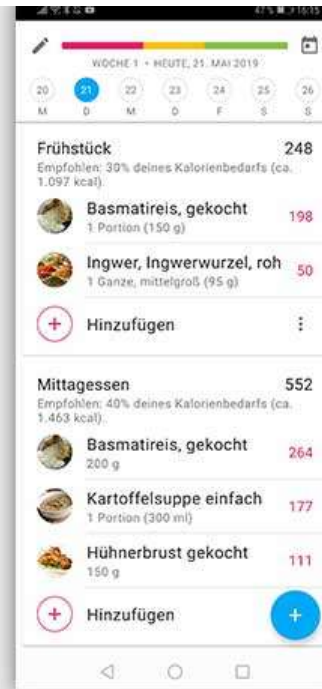 47% 16:15
WOCHE 1 • HEUTE, 21. MAI 2019
20 21 22 23 24 25 26
M D M D F S S
Frühstück 248
Empfohlen: 30% deines Kalorienbedarfs (ca.
1.097 kcal).
Basmatireis, gekocht 198
1 Portion (150 g)
Ingwer, Ingwerwurzel, roh 50
1 Ganze, mittelgroß (95 g)
+ Hinzufügen
Mittagessen 552
Empfohlen: 40% deines Kalorienbedarfs (ca.
1.463 kcal).
Basmatireis, gekocht 264
200 g
Kartoffelsuppe einfach 177
1 Portion (300 ml)
Hühnerbrust gekocht 111
150 g
+ Hinzufügen +